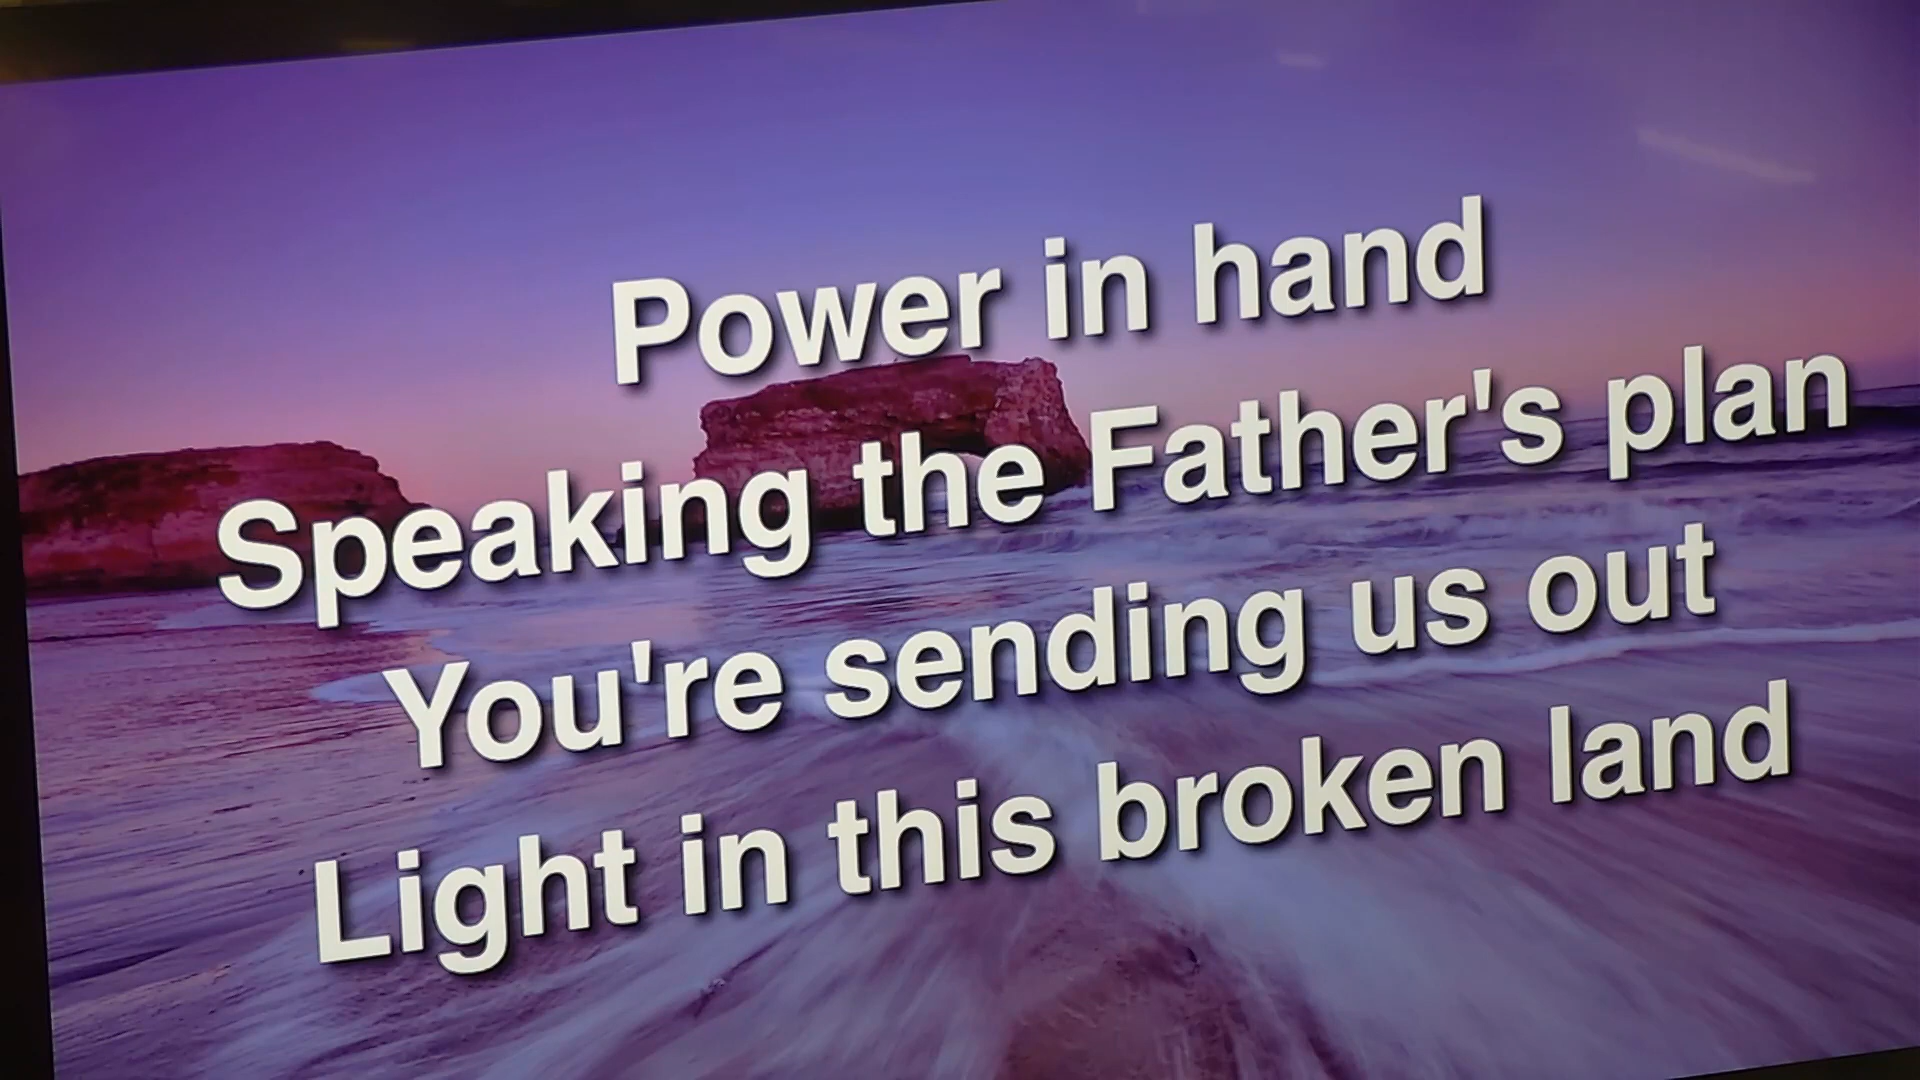 Power in hand
Speaking the Father's plan
You're sending us out
Light in this broken land